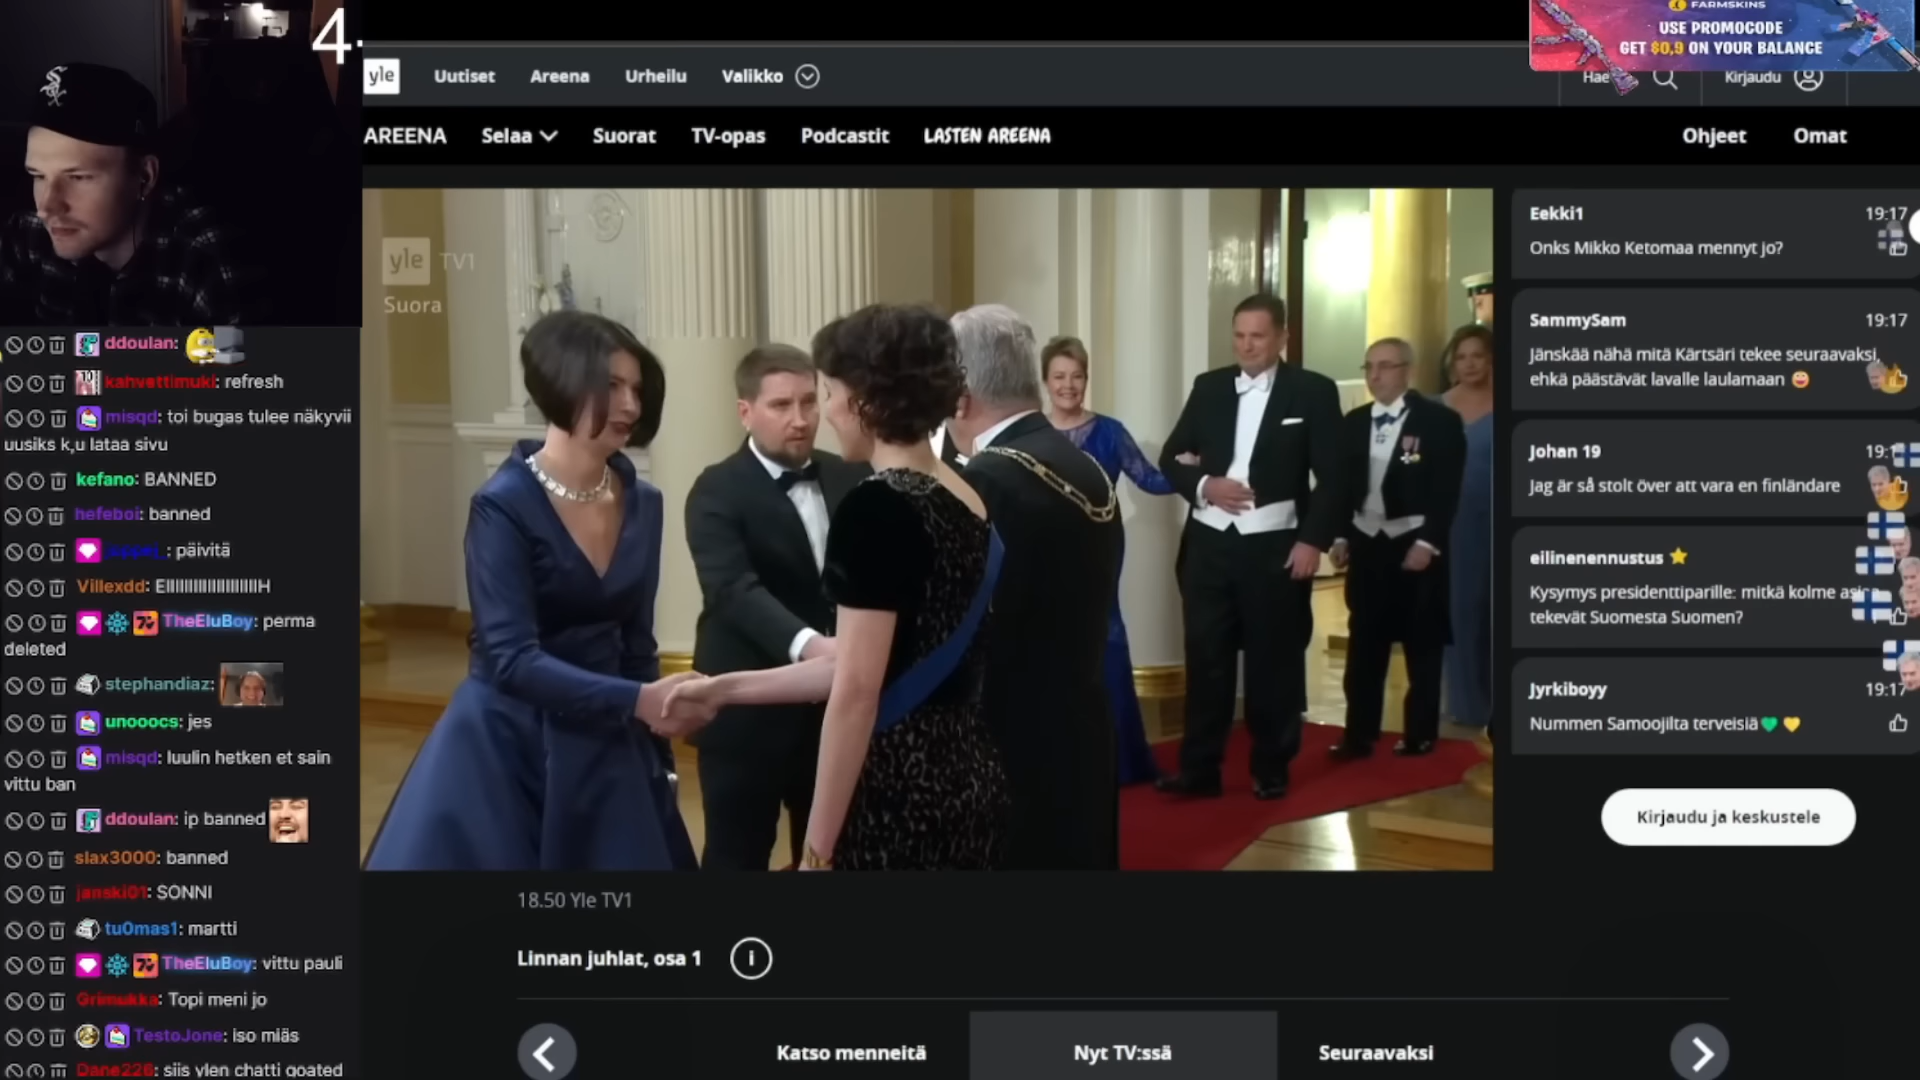 4
FARMSKINS
USE PROMOCODE
GET $0,9 ON YOUR BALANCE
yle
Uutiset
Areena
Urheilu
Valikko
Hae
Kirjaudu
AREENA
Selaa
Suorat
TV-opas
Podcastit
LASTEN AREENA
Ohjeet
Omat
yle TV1
Suora
ddoulan:
kahvettimuki: refresh
misqd: toi bugas tulee näkyvii
uusiks k,u lataa sivu
kefano: BANNED
hefeboi: banned
: päivitä
Villexdd:
TheEluBoy: perma
deleted
stephandiaz:
unooocs: jes
misqd: luulin hetken et sain
vittu ban
ddoulan: ip banned
slax3000: banned
janski01: SONNI
tu0mas1: martti
TheEluBoy: vittu pauli
Grimukka: Topi meni jo
TestoJone: iso miäs
Dane226: siis ylen chatti goated
Eekki1
19:17
Onks Mikko Ketomaa mennyt jo?
SammySam
19:17
Jänskää nähä mitä Kärtsäri tekee seuraavaksi,
ehkä päästävät lavalle laulamaan
Johan 19
Jag är så stolt över att vara en finländare
eilinenennustus
Kysymys presidenttiparille: mitkä kolme
tekevät Suomesta Suomen?
Jyrkiboyy
19:17
Nummen Samoojilta terveisiä
Kirjaudu ja keskustele
18.50 Yle TV1
Linnan juhlat, osa 1
Katso menneitä
Nyt TV:ssä
Seuraavaksi